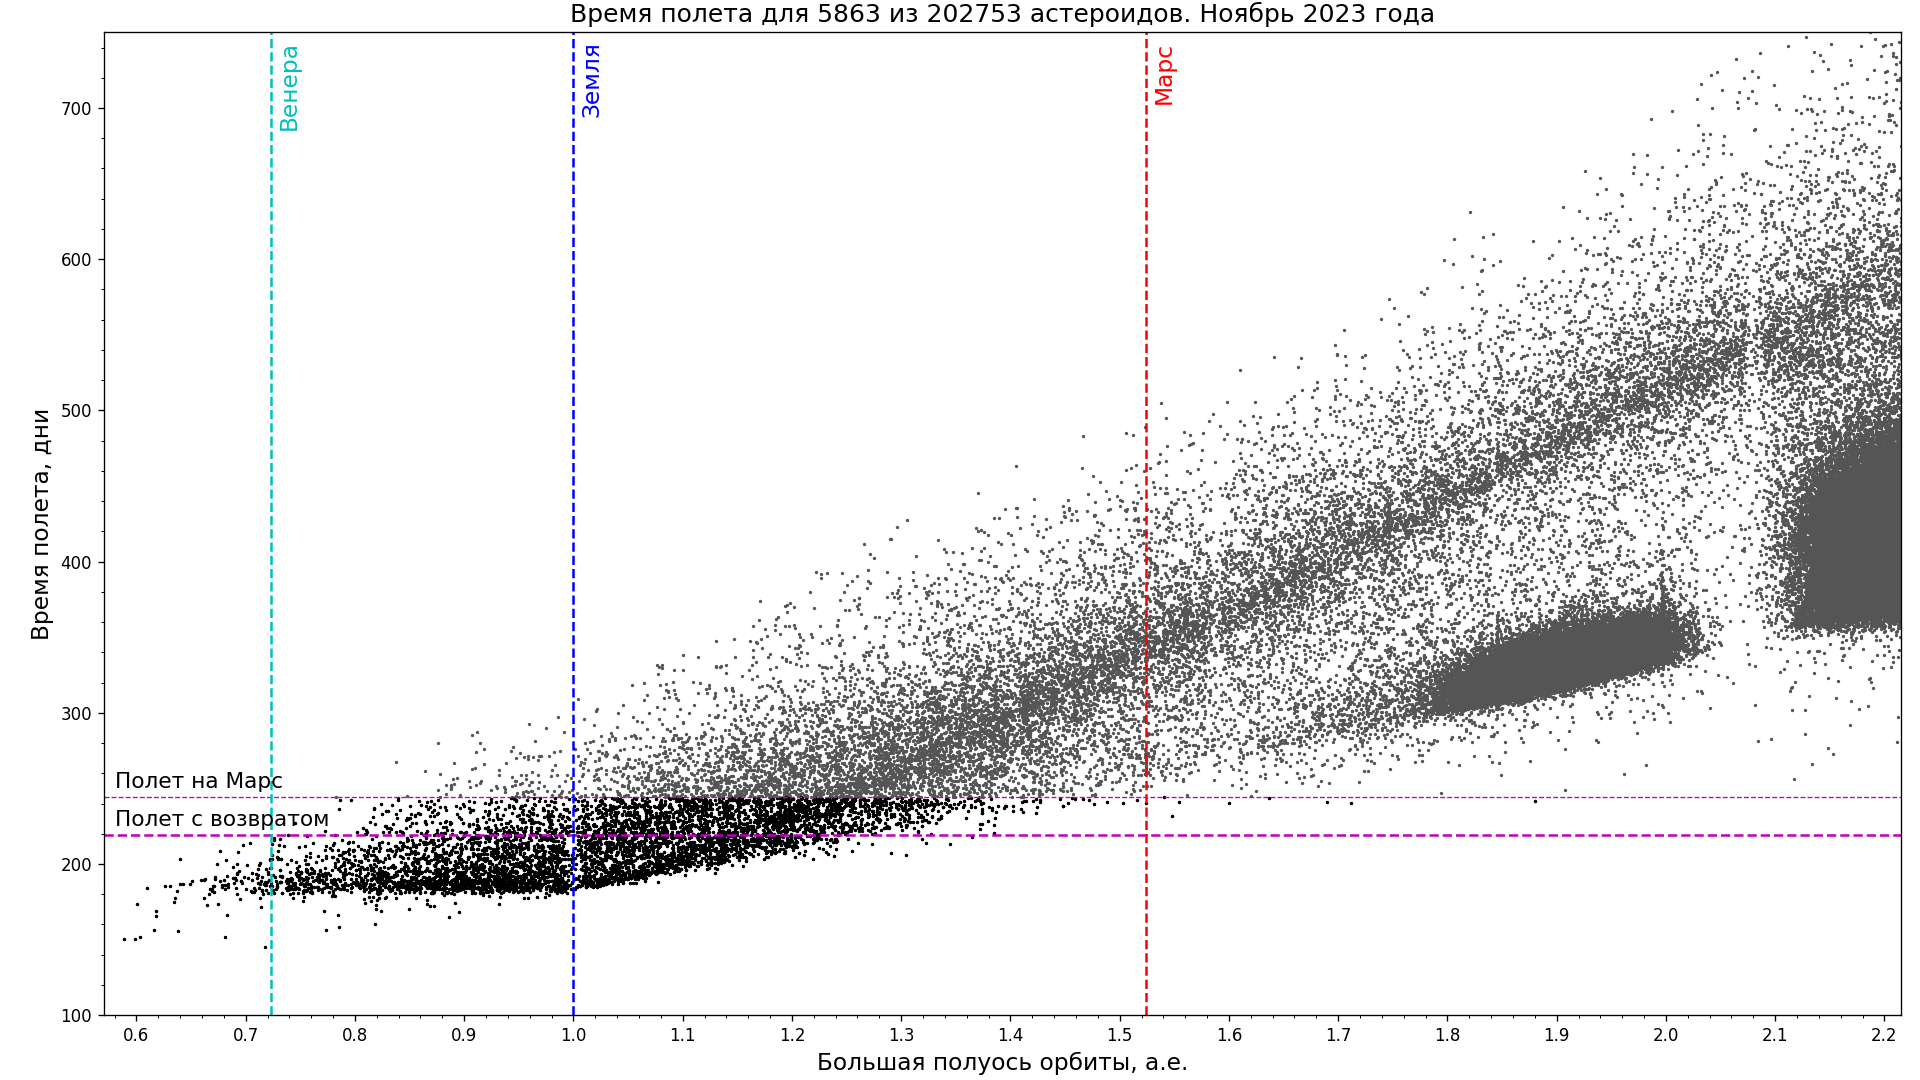 Время полета для 5863 из 202753 астероидов. Ноябрь 2023 года
Венера
Земля
Марс
700
600
500
400
300
200
100
Время полета, дни
Полет на Марс
Полет с возвратом
0.6 0.7 0.8 0.9 1.0 1.1 1.2 1.3 1.4 1.5 1.6 1.7 1.8 1.9 2.0 2.1 2.2
Большая полуось орбиты, а.е.